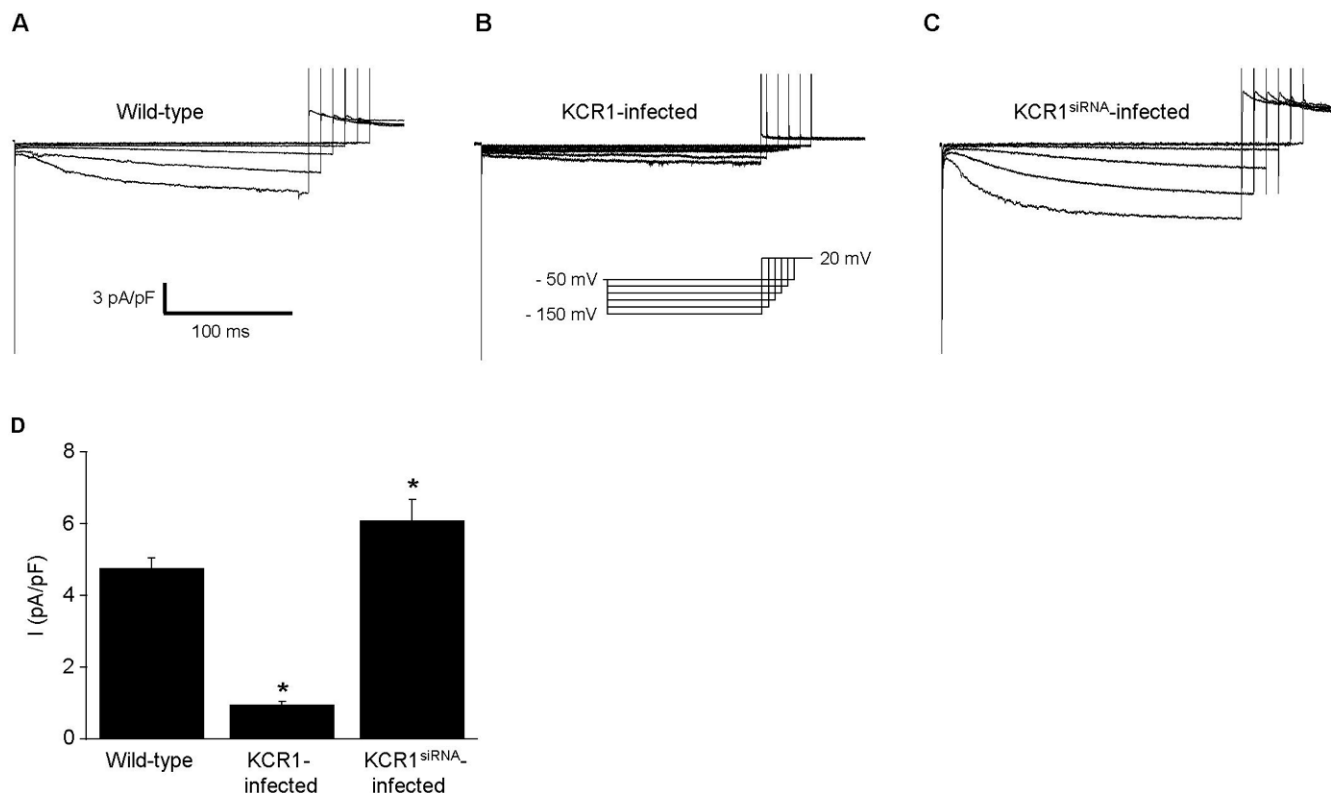 A
B
C
Wild-type
KCR1-infected
KCR1siRNA-infected
3 pA/pF
100 ms
- 50 mV
20 mV
- 150 mV
D
I (pA/pF)
8
6
4
2
0
*
*
Wild-type
KCR1-
infected
KCR1siRNA-
infected